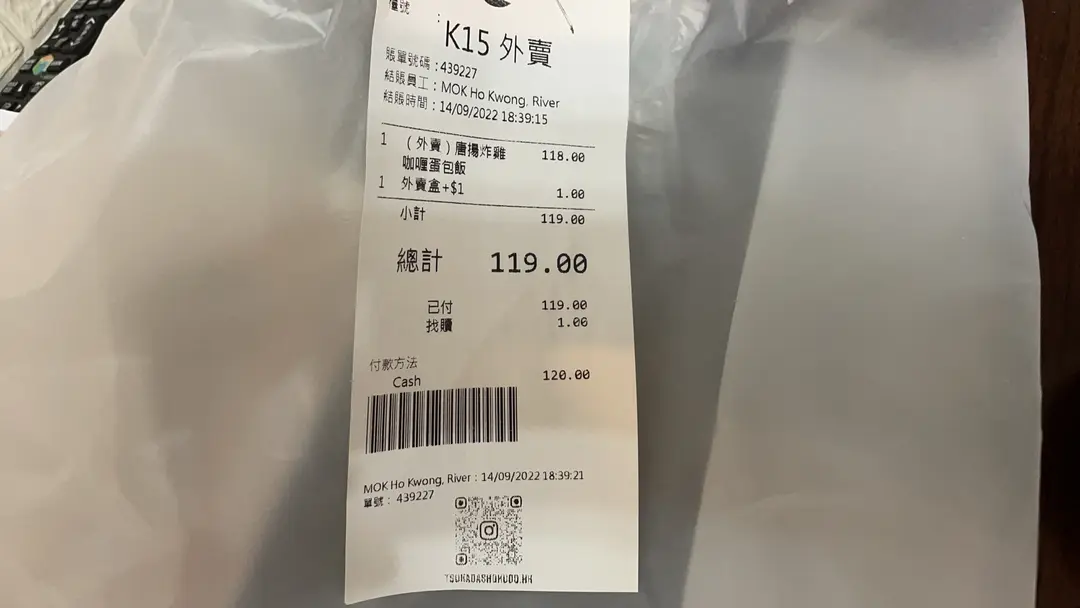 檯號 :
K15 外賣
賬單號碼 : 439227
結賬員工 : MOK Ho Kwong, River
結賬時間 : 14/09/2022 18:39:15
1 （外賣）唐揚炸雞 118.00
咖喱蛋包飯
1 外賣盒+$1 1.00
小計 119.00
總計 119.00
已付 119.00
找贖 1.00
付款方法
Cash 120.00
MOK Ho Kwong, River : 14/09/2022 18:39:21
單號 : 439227
TSUKADASHOKUDO.HK